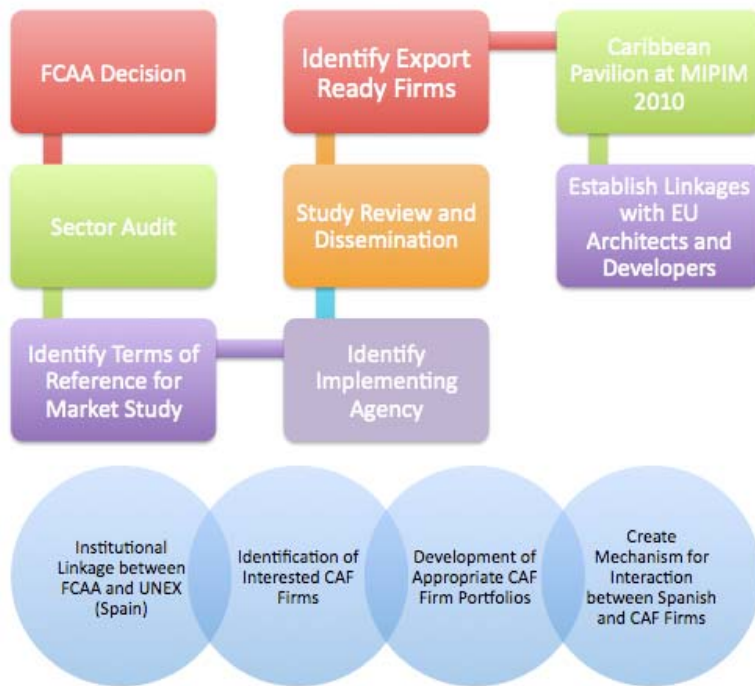 FCAA Decision
Sector Audit
Identify Terms of
Reference for
Market Study
Identify
Implementing
Agency
Study Review and
Dissemination
Identify Export
Ready Firms
Caribbean
Pavilion at MIPIM
2010
Establish Linkages
with EU
Architects and
Developers
Institutional
Linkage between
FCAA and UNEX
(Spain)
Identification of
Interested CAF
Firms
Development of
Appropriate CAF
Firm Portfolios
Create
Mechanism for
Interaction
between Spanish
and CAF Firms